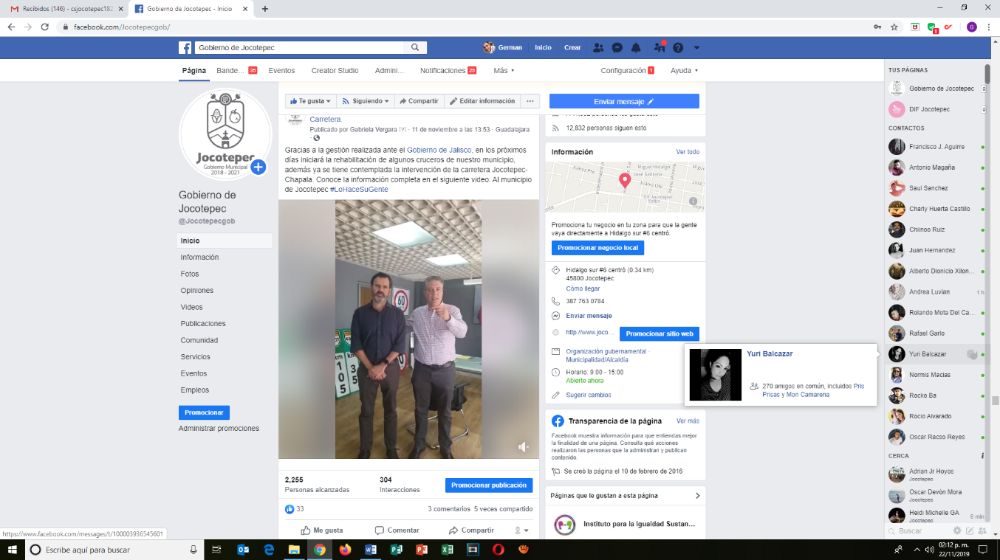 Recibidos (146) - csjocotepec182
Gobierno de Jocotepec - Inicio
facebook.com/Jocotepecgob/
Gobierno de Jocotepec
German
Inicio
Crear
Página
Bande... 35
Eventos
Creator Studio
Admini...
Notificaciones 25
Más
Configuración 1
Ayuda
Jocotepec
Gobierno Municipal
2018 - 2021
Gobierno de
Jocotepec
@Jocotepecgob
Inicio
Información
Fotos
Opiniones
Videos
Publicaciones
Comunidad
Servicios
Eventos
Empleos
Promocionar
Administrar promociones
Te gusta
Siguiendo
Compartir
Editar información
Enviar mensaje
Carretera.
Publicado por Gabriela Vergara [?] · 11 de noviembre a las 13:53 · Guadalajara
Gracias a la gestión realizada ante el Gobierno de Jalisco, en los próximos
días iniciará la rehabilitación de algunos cruceros de nuestro municipio,
además ya se tiene contemplada la intervención de la carretera Jocotepec-
Chapala. Conoce la información completa en el siguiente video. Al municipio
de Jocotepec #LoHaceSuGente
60
2,255
Personas alcanzadas
304
Interacciones
Promocionar publicación
33
3 comentarios 5 veces compartido
Me gusta
Comentar
Compartir
12,832 personas siguen esto
Información
Ver todo
Promociona tu negocio en tu zona para que la gente
vaya directamente a Hidalgo sur #6 centró.
Promocionar negocio local
Hidalgo sur #6 centró (0.34 km)
45800 Jocotepec
Cómo llegar
387 763 0784
Enviar mensaje
http://www.joco...
Promocionar sitio web
Organización gubernamental ·
Municipalidad/Alcaldía
Horario: 9:00 - 15:00
Abierto ahora
Sugerir cambios
Transparencia de la página
Ver más
Facebook muestra información para que entiendas mejor
la finalidad de una página. Consulta qué acciones
realizaron las personas que la administran y publican
contenido.
Se creó la página el 10 de febrero de 2016
Páginas que le gustan a esta página
Instituto para la Igualdad Sustan...
Yuri Balcazar
270 amigos en común, incluidos Pris
Prisas y Mon Camarena
TUS PÁGINAS
Gobierno de Jocotepec
DIF Jocotepec
CONTACTOS
Francisco J. Aguirre
Antonio Magaña
Saul Sanchez
Charly Huerta Castillo
Chiinoo Ruiz
Juan Hernandez
Alberto Dionicio Xilon...
Andrea Luvian 1 h
Rolando Mota Del Ca...
Rafael Garlo
Yuri Balcazar
Normis Macias
Rocko Ba
Rocio Alvarado
Oscar Racso Reyes
CERCA
Adrian Jr Hoyos
Jocotepec
Oscar Devón Mora
Jocotepec
Heidi Michelle GA 6 min
Jocotepec
Buscar
https://www.facebook.com/messages/t/100003936545601
Escribe aquí para buscar
02:12 p. m.
22/11/2019